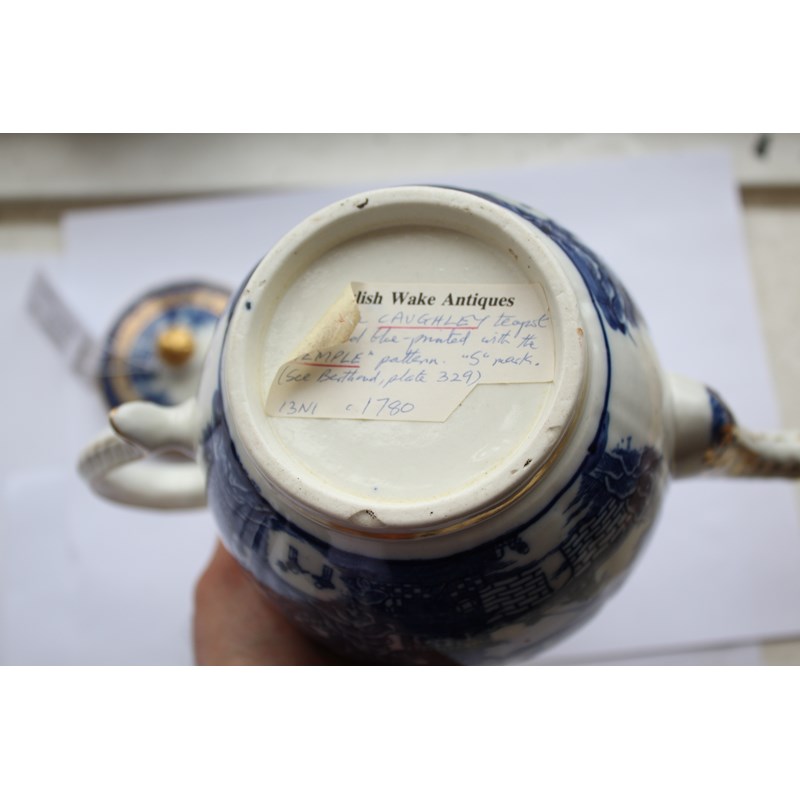 lish Wake Antiques
CAUGHLEY teapot
d blue-printed with the
EMPLE" pattern. "S" mark.
(See Berthoud, plate 329)
13N1 c.1780